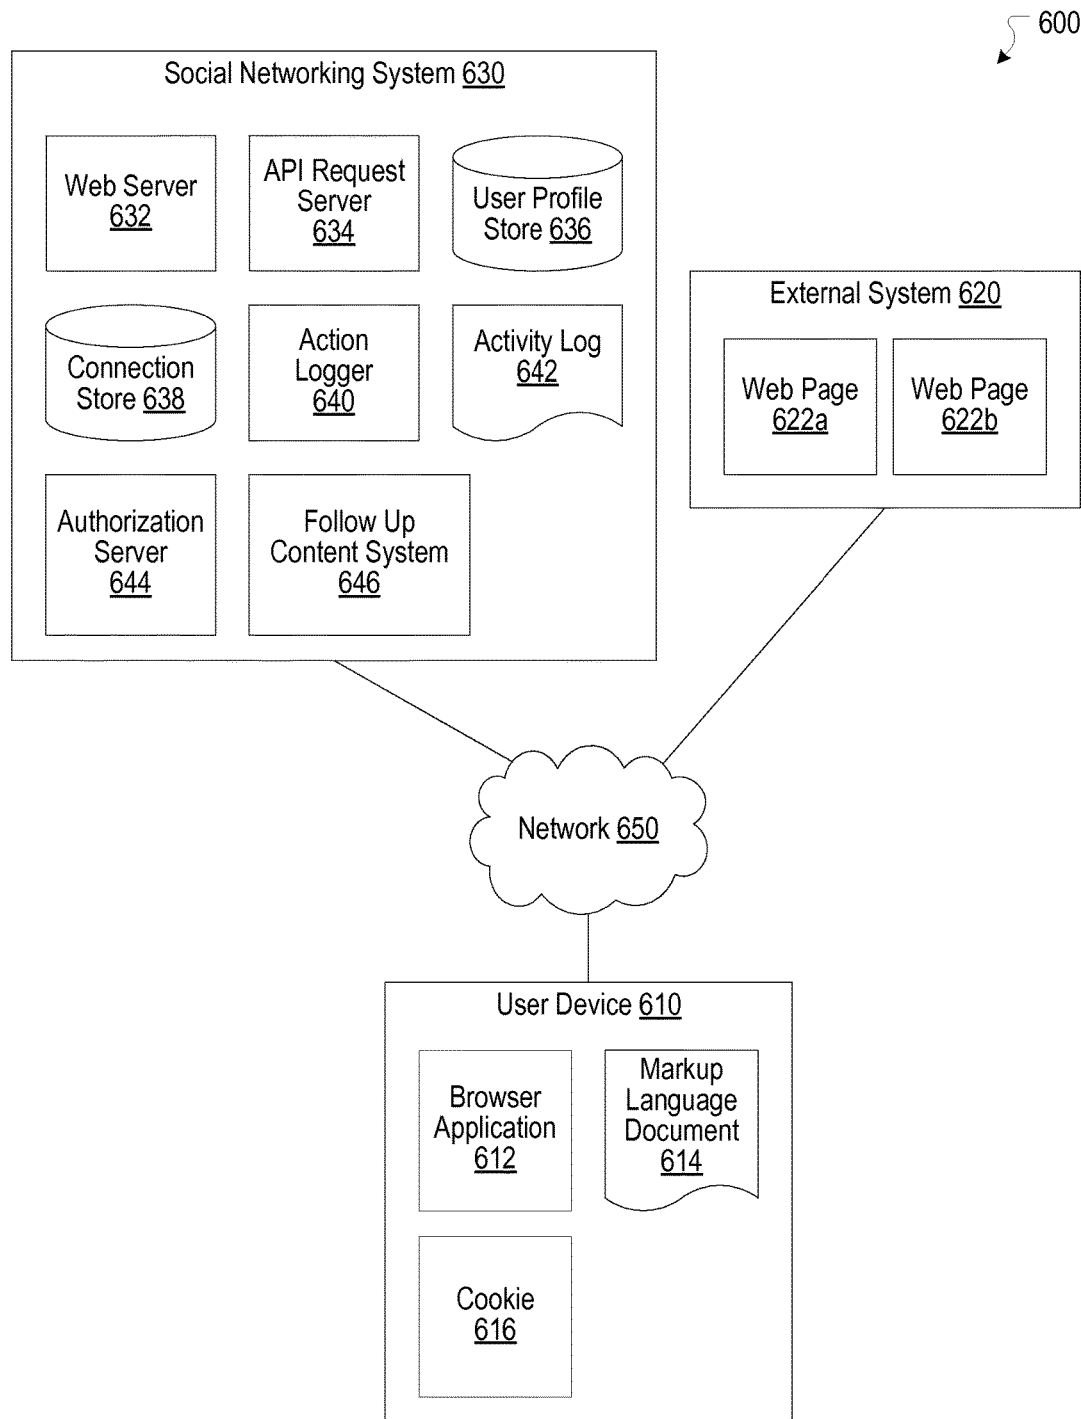 600
Social Networking System 630
Web Server
632
API Request
Server
634
User Profile
Store 636
Connection
Store 638
Action
Logger
640
Activity Log
642
Authorization
Server
644
Follow Up
Content System
646
External System 620
Web Page
622a
Web Page
622b
Network 650
User Device 610
Browser
Application
612
Markup
Language
Document
614
Cookie
616